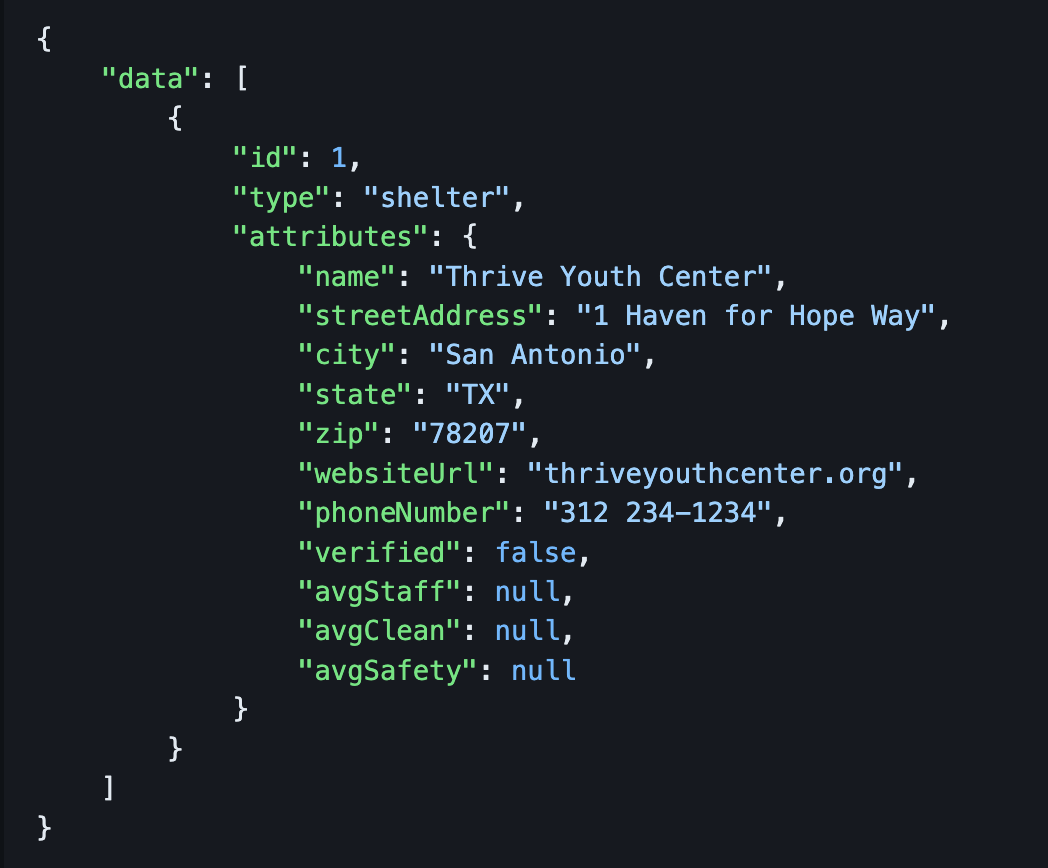 {
    "data": [
        {
            "id": 1,
            "type": "shelter",
            "attributes": {
                "name": "Thrive Youth Center",
                "streetAddress": "1 Haven for Hope Way",
                "city": "San Antonio",
                "state": "TX",
                "zip": "78207",
                "websiteUrl": "thriveyouthcenter.org",
                "phoneNumber": "312 234-1234",
                "verified": false,
                "avgStaff": null,
                "avgClean": null,
                "avgSafety": null
            }
        }
    ]
}